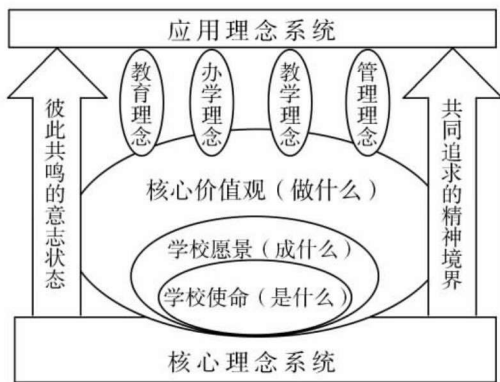 应用理念系统
教育理念
办学理念
教学理念
管理理念
彼此共鸣的意志状态
共同追求的精神境界
核心价值观（做什么）
学校愿景（成什么）
学校使命（是什么）
核心理念系统